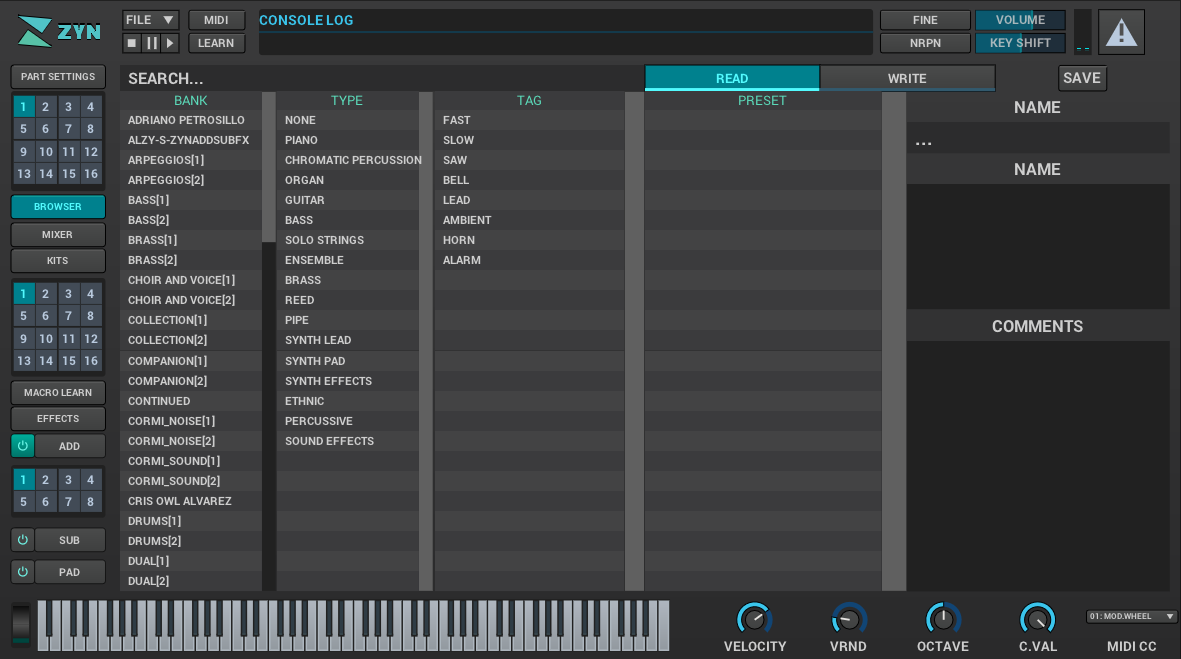 ZYN
FILE
MIDI
LEARN
CONSOLE LOG
FINE
NRPN
VOLUME
KEY SHIFT
PART SETTINGS
1 2 3 4
5 6 7 8
9 10 11 12
13 14 15 16
BROWSER
MIXER
KITS
1 2 3 4
5 6 7 8
9 10 11 12
13 14 15 16
MACRO LEARN
EFFECTS
ADD
1 2 3 4
5 6 7 8
SUB
PAD
SEARCH...
READ
WRITE
SAVE
BANK
ADRIANO PETROSILLO
ALZY-S-ZYNADDSUBFX
ARPEGGIOS[1]
ARPEGGIOS[2]
BASS[1]
BASS[2]
BRASS[1]
BRASS[2]
CHOIR AND VOICE[1]
CHOIR AND VOICE[2]
COLLECTION[1]
COLLECTION[2]
COMPANION[1]
COMPANION[2]
CONTINUED
CORMI_NOISE[1]
CORMI_NOISE[2]
CORMI_SOUND[1]
CORMI_SOUND[2]
CRIS OWL ALVAREZ
DRUMS[1]
DRUMS[2]
DUAL[1]
DUAL[2]
TYPE
NONE
PIANO
CHROMATIC PERCUSSION
ORGAN
GUITAR
BASS
SOLO STRINGS
ENSEMBLE
BRASS
REED
PIPE
SYNTH LEAD
SYNTH PAD
SYNTH EFFECTS
ETHNIC
PERCUSSIVE
SOUND EFFECTS
TAG
FAST
SLOW
SAW
BELL
LEAD
AMBIENT
HORN
ALARM
PRESET
NAME
...
NAME
COMMENTS
VELOCITY
VRND
OCTAVE
C.VAL
01: MOD.WHEEL
MIDI CC